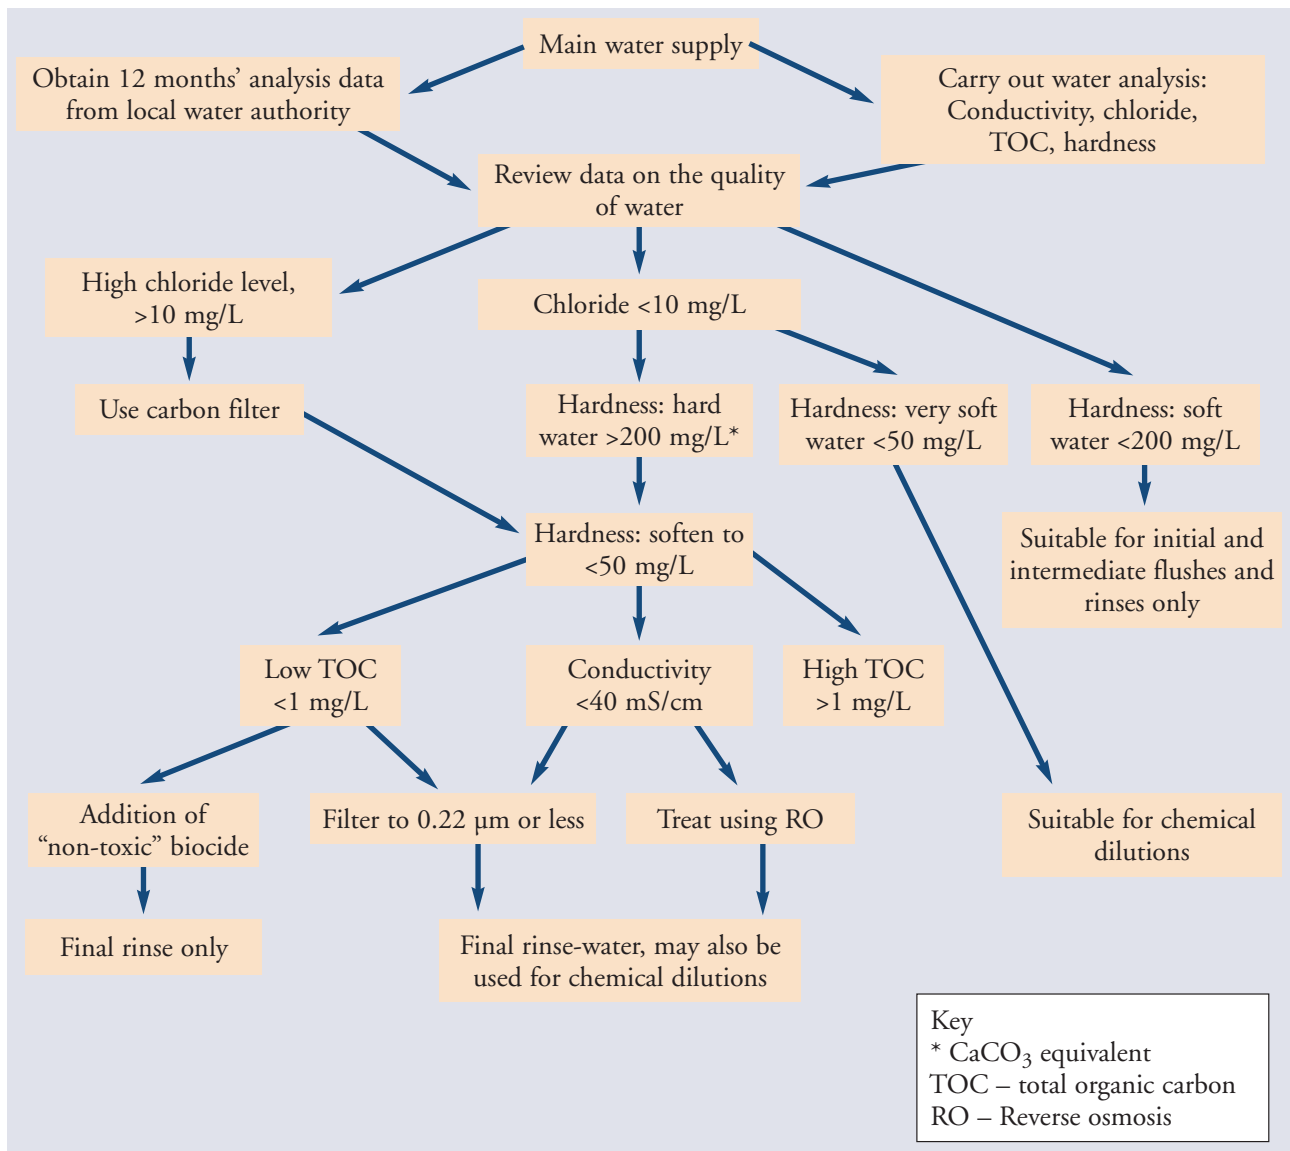 Main water supply
Obtain 12 months’ analysis data
from local water authority
Carry out water analysis:
Conductivity, chloride,
TOC, hardness
Review data on the quality
of water
High chloride level,
>10 mg/L
Chloride <10 mg/L
Use carbon filter
Hardness: hard
water >200 mg/L*
Hardness: very soft
water <50 mg/L
Hardness: soft
water <200 mg/L
Hardness: soften to
<50 mg/L
Suitable for initial and
intermediate flushes and
rinses only
Low TOC
<1 mg/L
Conductivity
<40 mS/cm
High TOC
>1 mg/L
Addition of
“non-toxic” biocide
Filter to 0.22 µm or less
Treat using RO
Suitable for chemical
dilutions
Final rinse only
Final rinse-water, may also be
used for chemical dilutions
Key
* CaCO₃ equivalent
TOC – total organic carbon
RO – Reverse osmosis